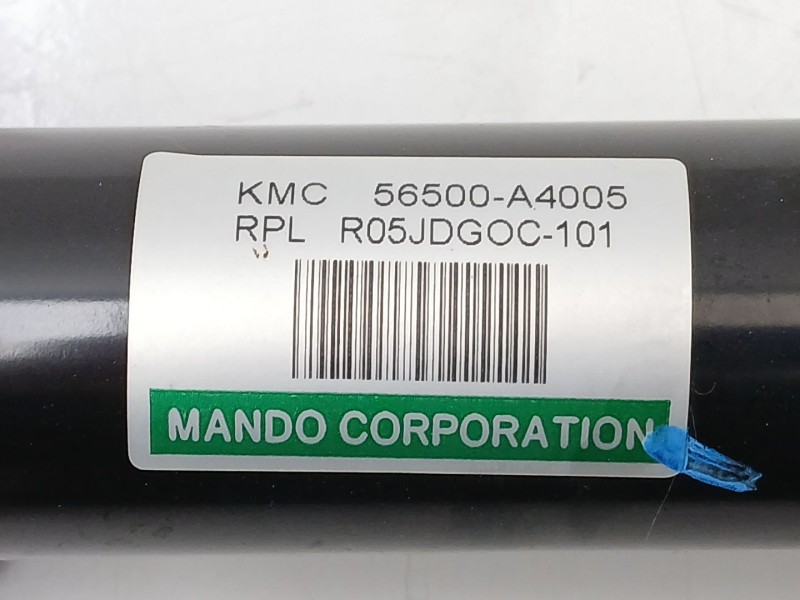 KMC 56500-A4005
RPL R05JDGOC-101
MANDO CORPORATION